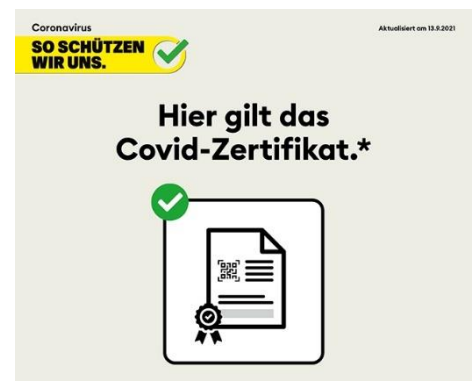 Coronavirus
Aktualisiert am 13.9.2021
SO SCHÜTZEN
WIR UNS.
Hier gilt das
Covid-Zertifikat.*